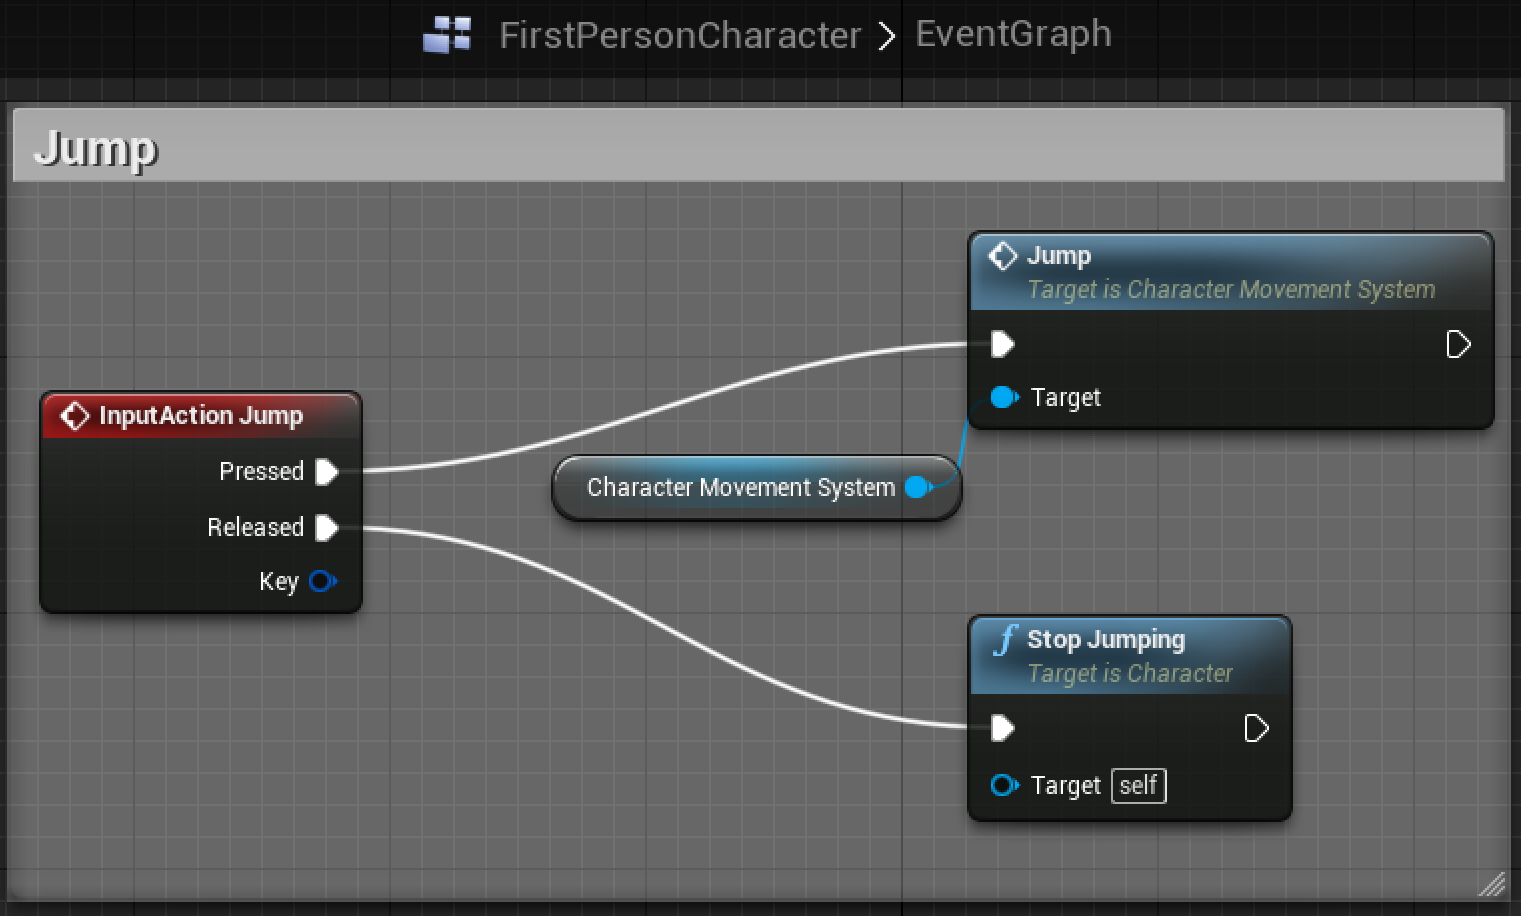 FirstPersonCharacter > EventGraph
Jump
Jump
Target is Character Movement System
Target
InputAction Jump
Pressed
Released
Key
Character Movement System
Stop Jumping
Target is Character
Target self